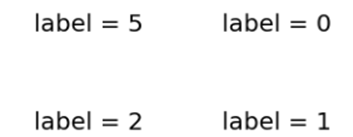 label = 5 label = 0
label = 2 label = 1